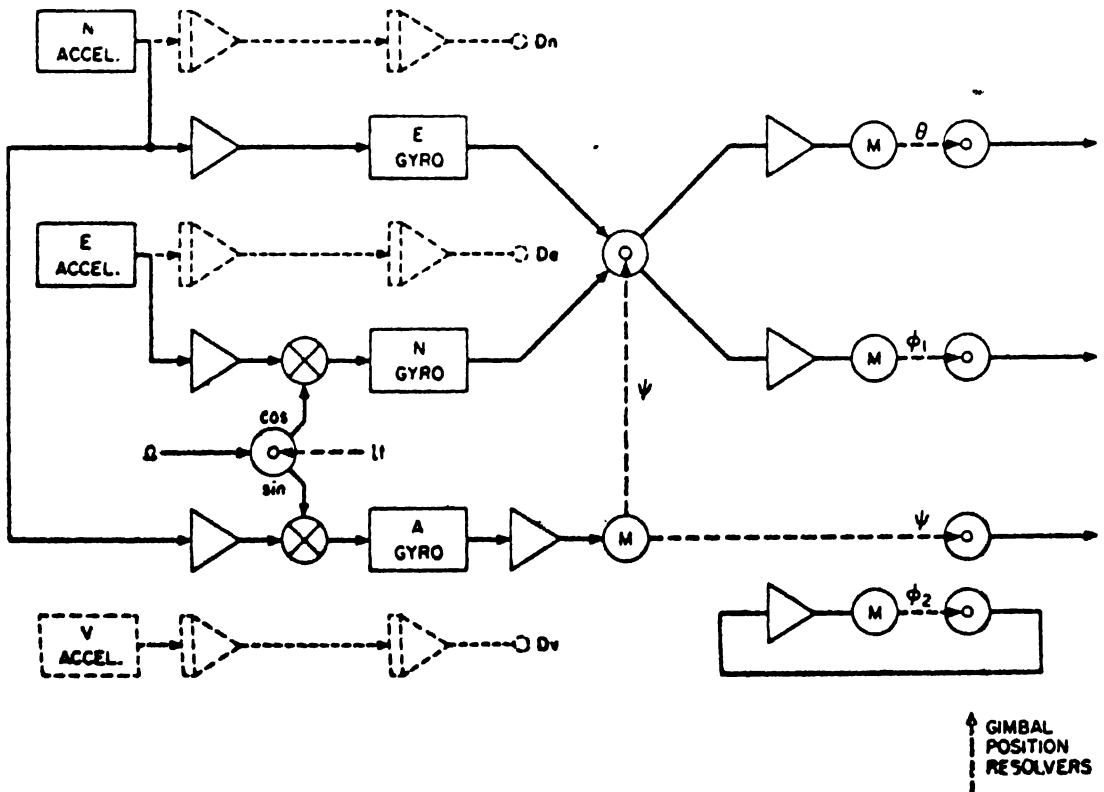 N
ACCEL.
Dn
E
GYRO
θ
M
E
ACCEL.
De
N
GYRO
M
ϕ1
ψ
cos
Ω
lt
sin
A
GYRO
M
ψ
ϕ2
M
V
ACCEL.
Dv
GIMBAL
POSITION
RESOLVERS